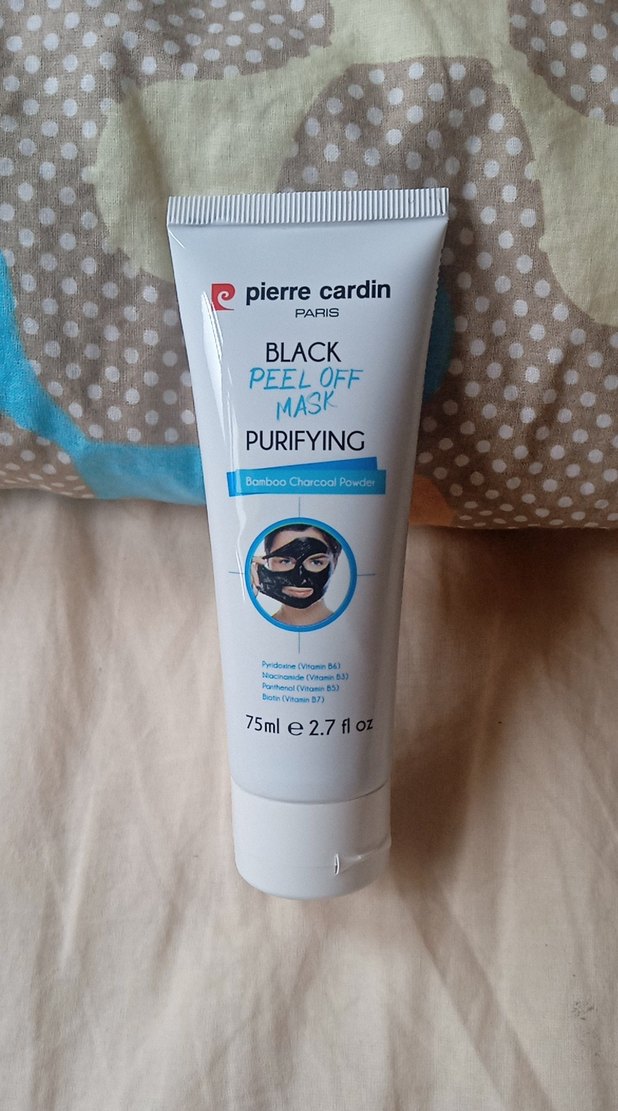 pierre cardin
PARIS
BLACK
PEEL OFF
MASK
PURIFYING
Bamboo Charcoal Powder
Pyridoxine (Vitamin B6)
Niacinamide (Vitamin B3)
Panthenol (Vitamin B5)
Biotin (Vitamin B7)
75ml e 2.7 fl oz